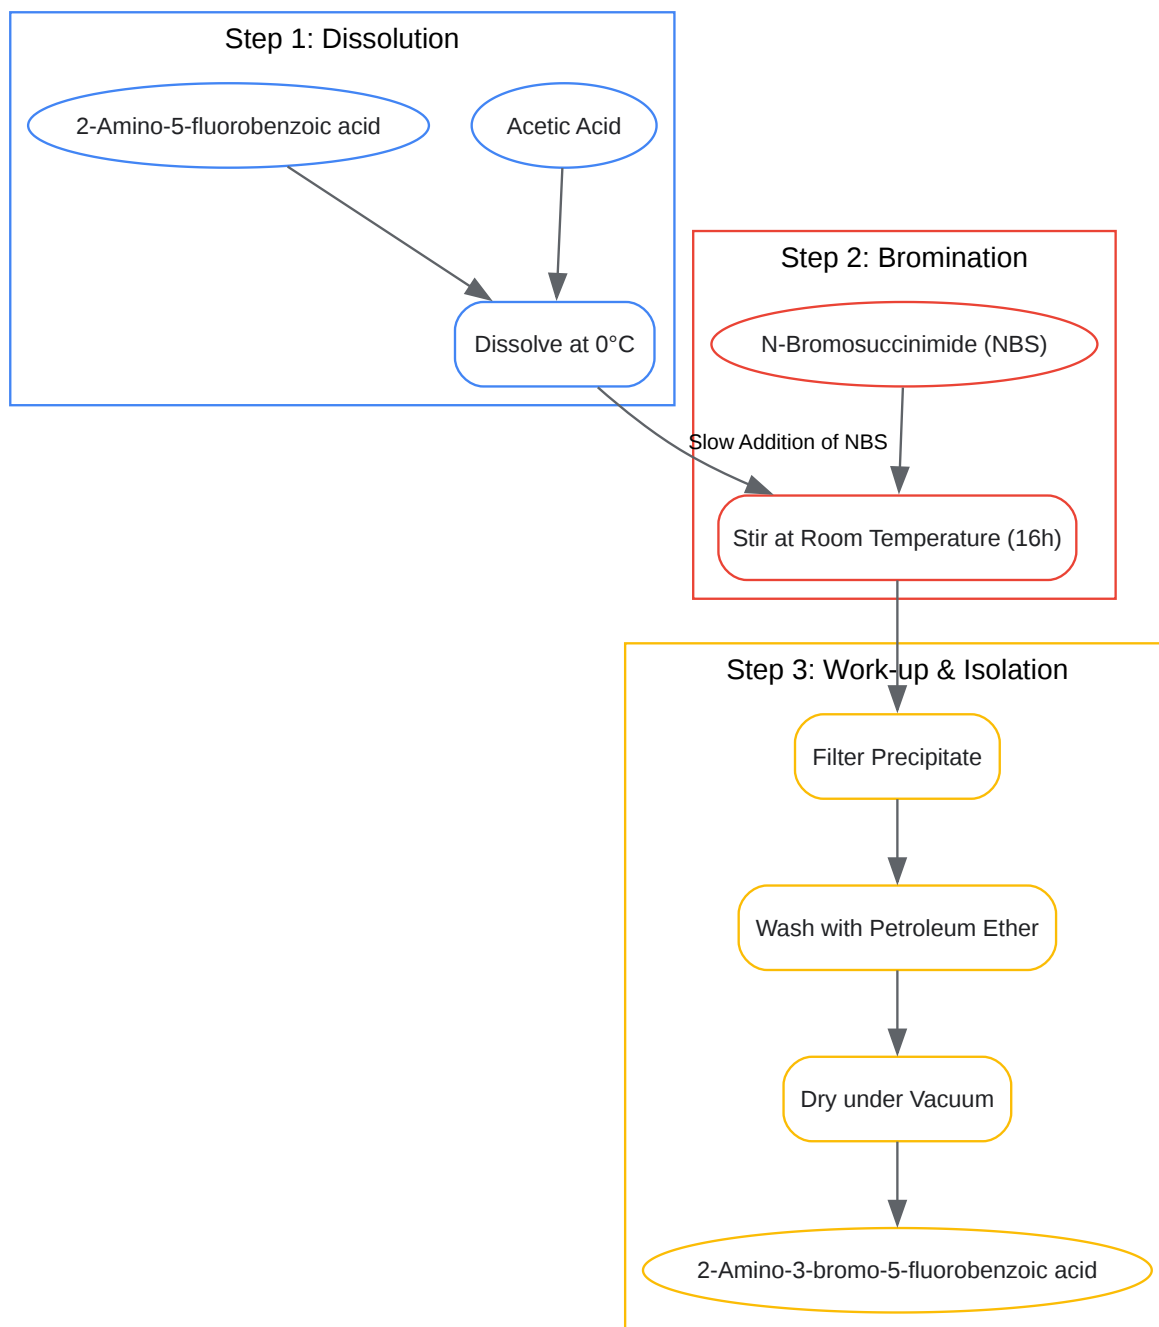 Step 1: Dissolution
2-Amino-5-fluorobenzoic acid
Acetic Acid
Dissolve at 0°C
Step 2: Bromination
N-Bromosuccinimide (NBS)
Slow Addition of NBS
Stir at Room Temperature (16h)
Step 3: Work-up & Isolation
Filter Precipitate
Wash with Petroleum Ether
Dry under Vacuum
2-Amino-3-bromo-5-fluorobenzoic acid